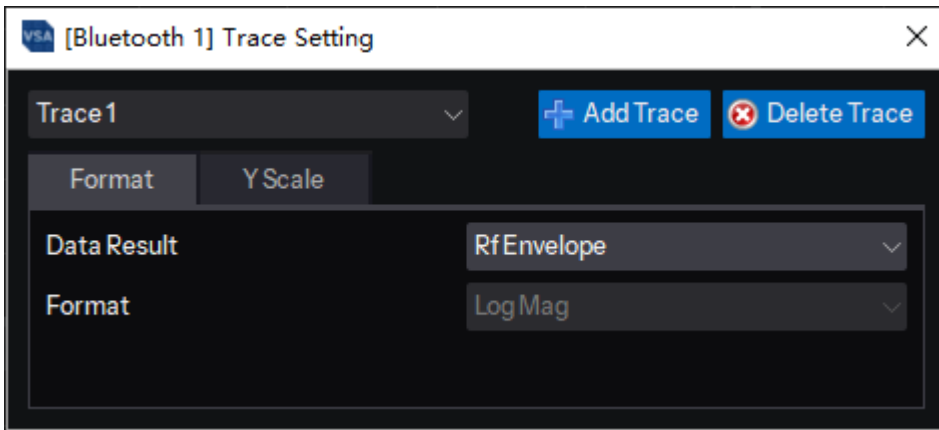 VSA [Bluetooth 1] Trace Setting
Trace 1 Add Trace Delete Trace
Format Y Scale
Data Result Rf Envelope
Format Log Mag